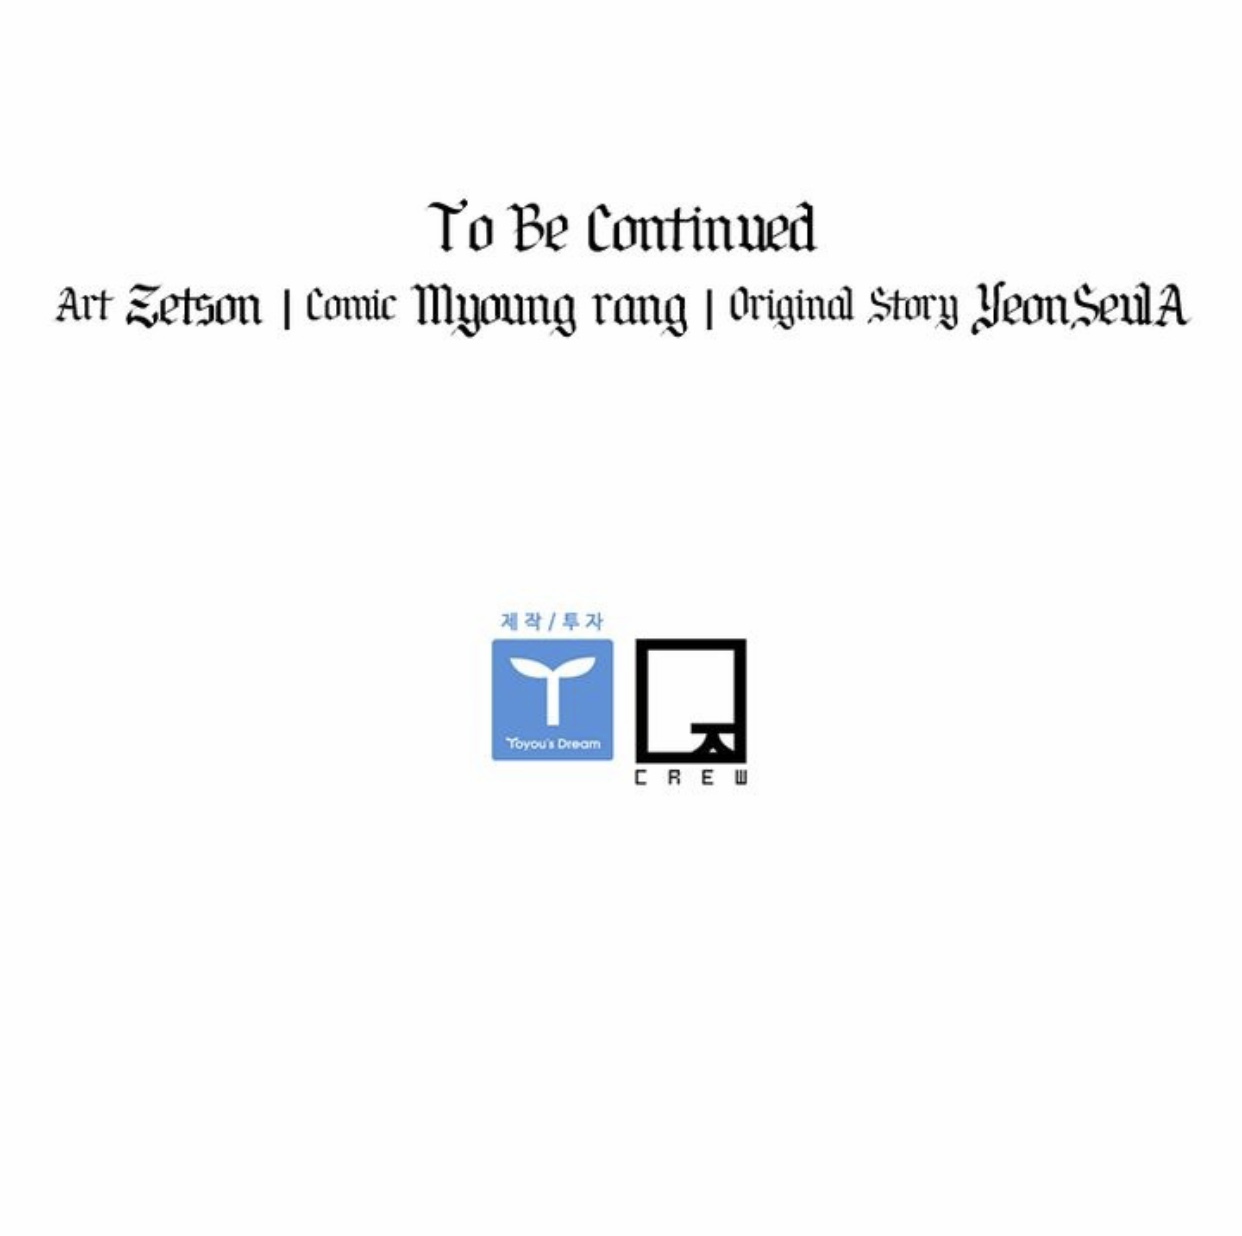 To Be Continued
Art Zetson | Comic Myoung rang | Original Story YeonSeulA
제작/투자
Toyou's Dream
CREW